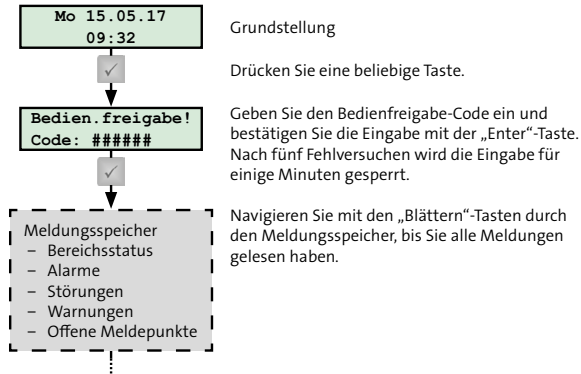 Mo 15.05.17
09:32
Grundstellung
Drücken Sie eine beliebige Taste.
Bedien.freigabe!
Code: ######
Geben Sie den Bedienfreigabe-Code ein und
bestätigen Sie die Eingabe mit der „Enter“-Taste.
Nach fünf Fehlversuchen wird die Eingabe für
einige Minuten gesperrt.
Meldungsspeicher
– Bereichsstatus
– Alarme
– Störungen
– Warnungen
– Offene Meldepunkte
Navigieren Sie mit den „Blättern“-Tasten durch
den Meldungsspeicher, bis Sie alle Meldungen
gelesen haben.